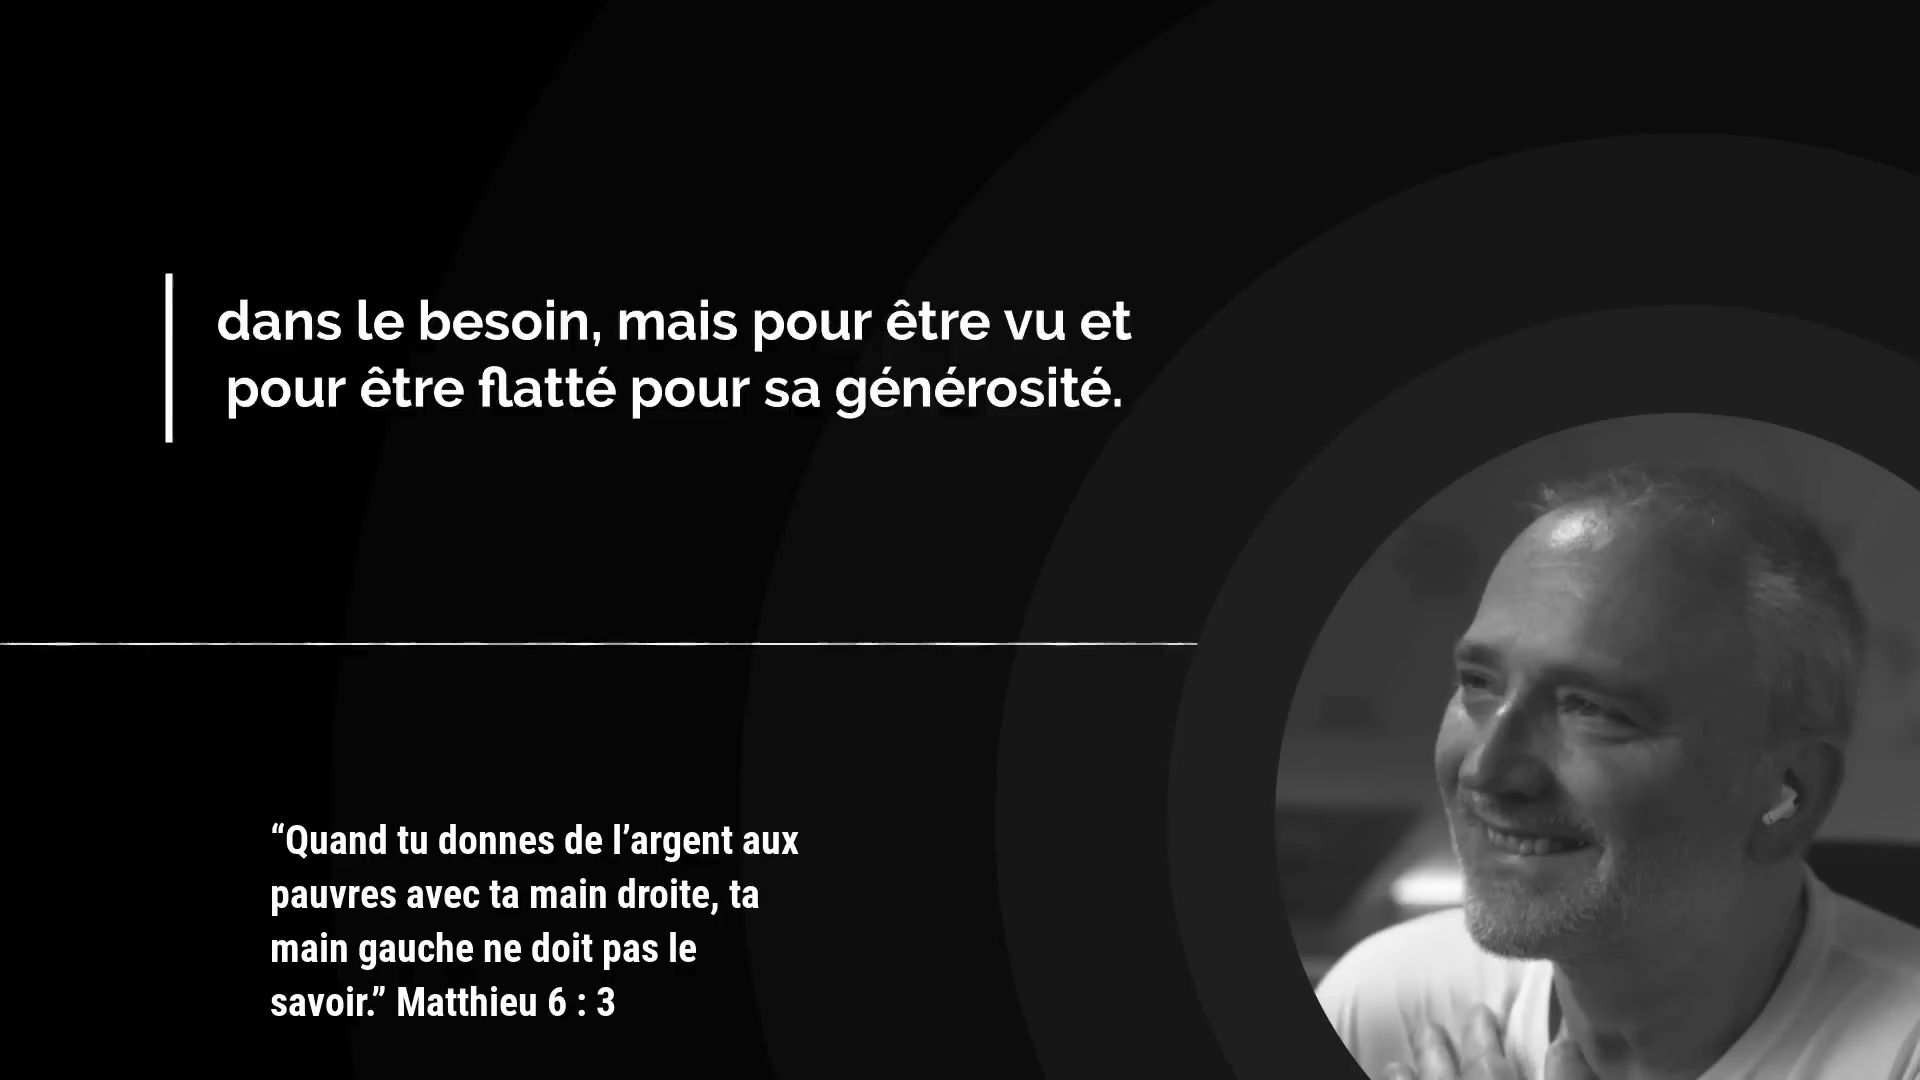 dans le besoin, mais pour être vu et
pour être flatté pour sa générosité.
“Quand tu donnes de l’argent aux
pauvres avec ta main droite, ta
main gauche ne doit pas le
savoir.” Matthieu 6 : 3